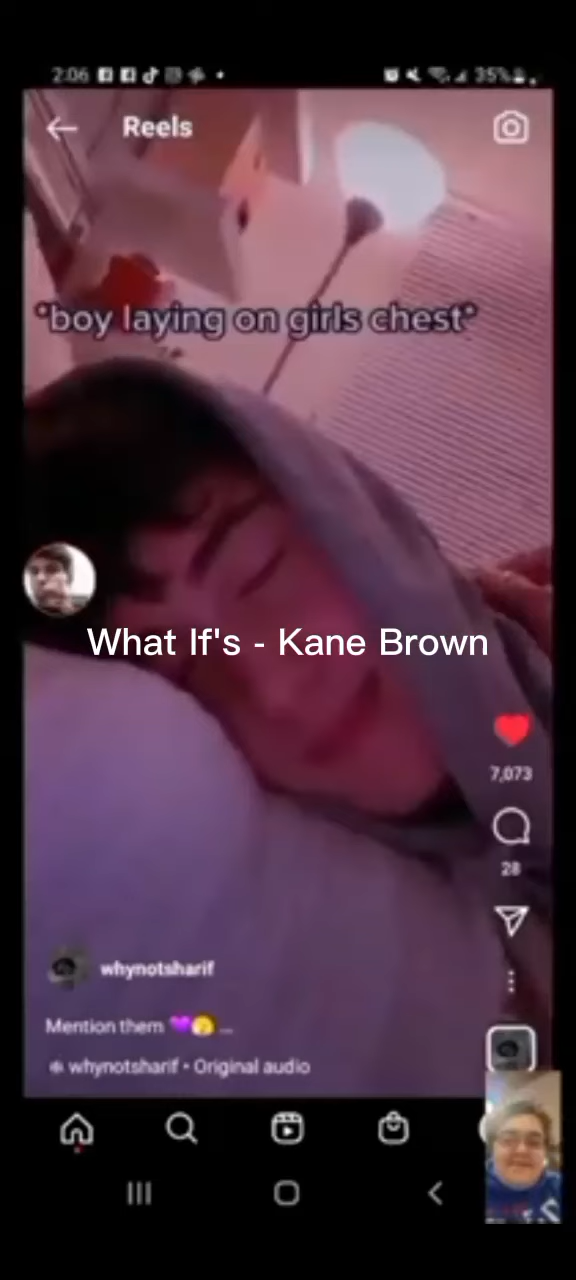 2:06
35%
Reels
*boy laying on girls chest*
What If's - Kane Brown
7,073
28
whynotsharif
Mention them 💜🫣 ...
whynotsharif • Original audio